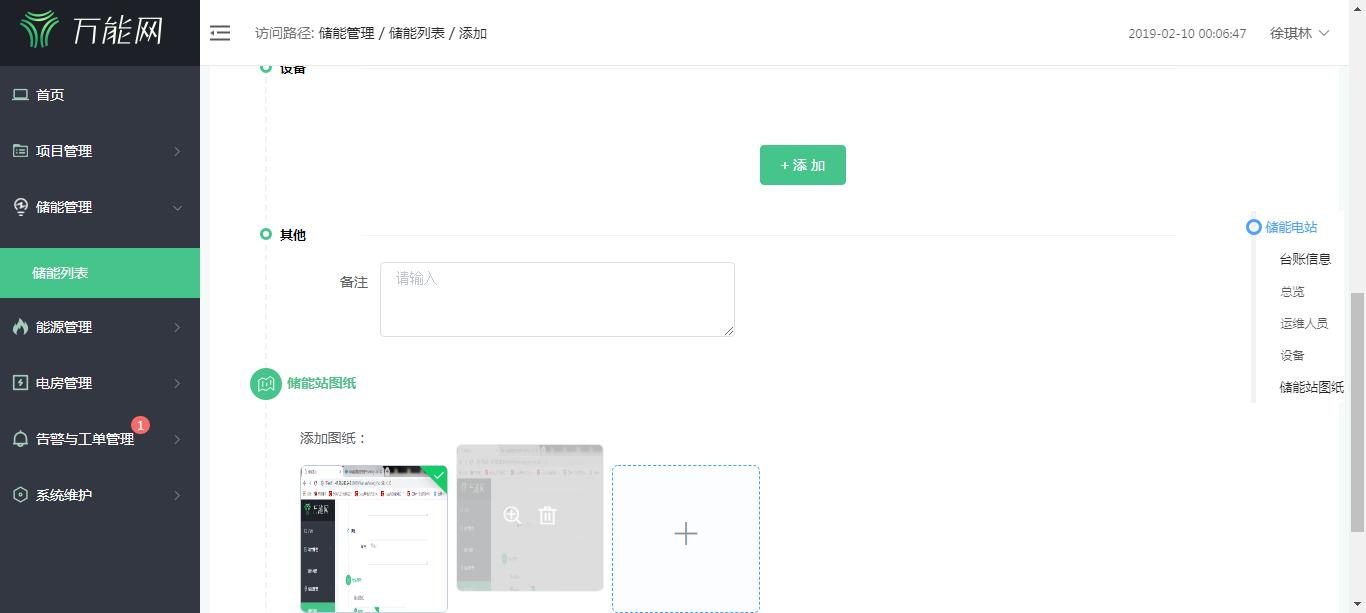 万能网
访问路径: 储能管理 / 储能列表 / 添加
2019-02-10 00:06:47
徐琪林
首页
项目管理
储能管理
储能列表
能源管理
电房管理
告警与工单管理
1
系统维护
设备
+ 添 加
其他
备注
请输入
储能站图纸
添加图纸：
储能电站
台账信息
总览
运维人员
设备
储能站图纸